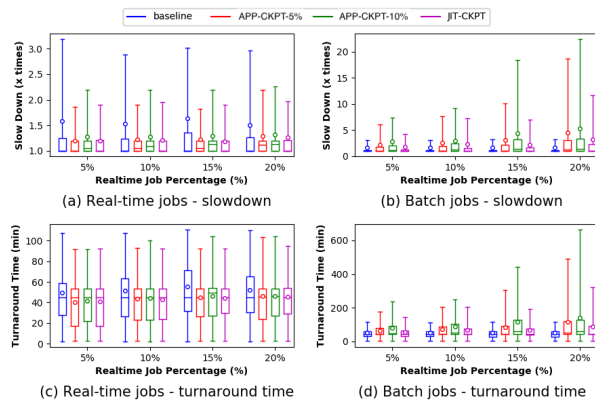 baseline APP-CKPT-5% APP-CKPT-10% JIT-CKPT
Slow Down (x times)
3.0
2.5
2.0
1.5
1.0
5% 10% 15% 20%
Realtime Job Percentage (%)
(a) Real-time jobs - slowdown
Slow Down (x times)
20
15
10
5
0
5% 10% 15% 20%
Realtime Job Percentage (%)
(b) Batch jobs - slowdown
Turnaround Time (min)
100
80
60
40
20
0
5% 10% 15% 20%
Realtime Job Percentage (%)
(c) Real-time jobs - turnaround time
Turnaround Time (min)
600
400
200
0
5% 10% 15% 20%
Realtime Job Percentage (%)
(d) Batch jobs - turnaround time